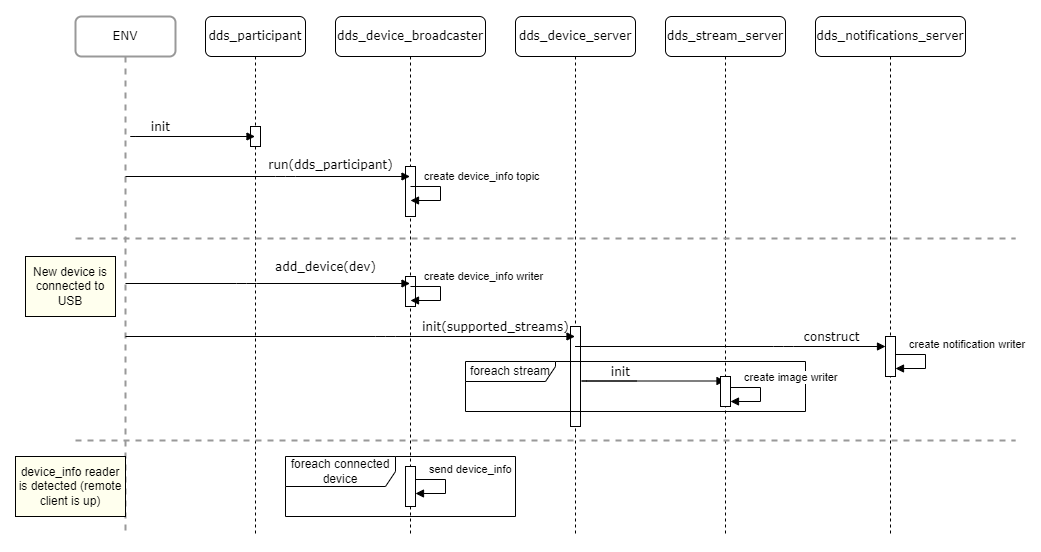 ENV
dds_participant
dds_device_broadcaster
dds_device_server
dds_stream_server
dds_notifications_server
init
run(dds_participant)
create device_info topic
New device is
connected to
USB
add_device(dev)
create device_info writer
init(supported_streams)
construct
create notification writer
foreach stream
init
create image writer
device_info reader
is detected (remote
client is up)
foreach connected
device
send device_info